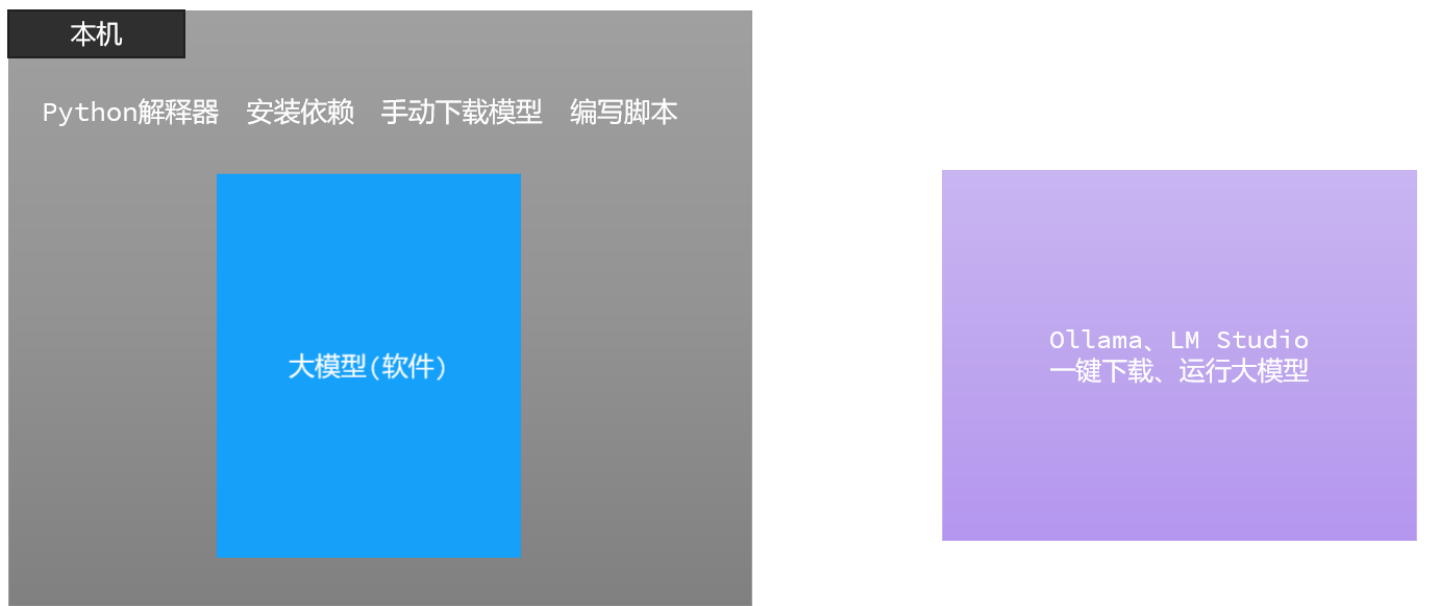 本机
Python解释器 安装依赖 手动下载模型 编写脚本
大模型(软件)
Ollama、LM Studio
一键下载、运行大模型